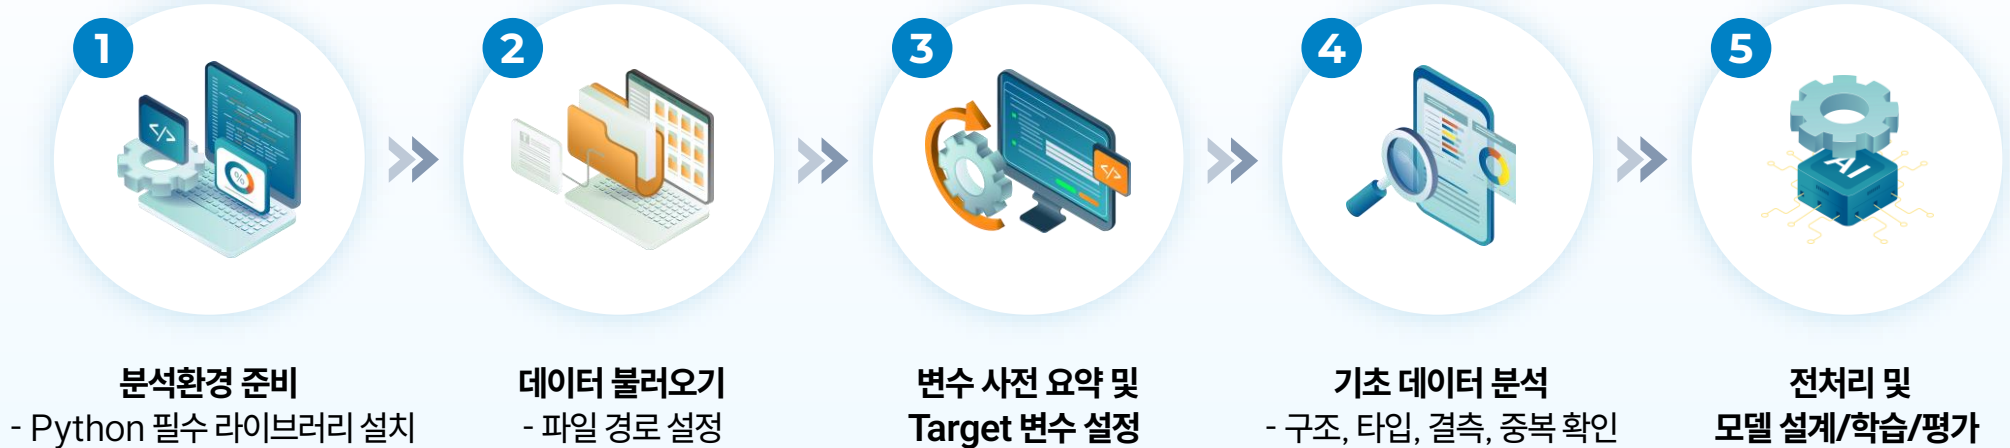 1
2
3
4
5
</>
%
</>
AI
분석환경 준비
- Python 필수 라이브러리 설치
데이터 불러오기
- 파일 경로 설정
변수 사전 요약 및
Target 변수 설정
기초 데이터 분석
- 구조, 타입, 결측, 중복 확인
전처리 및
모델 설계/학습/평가